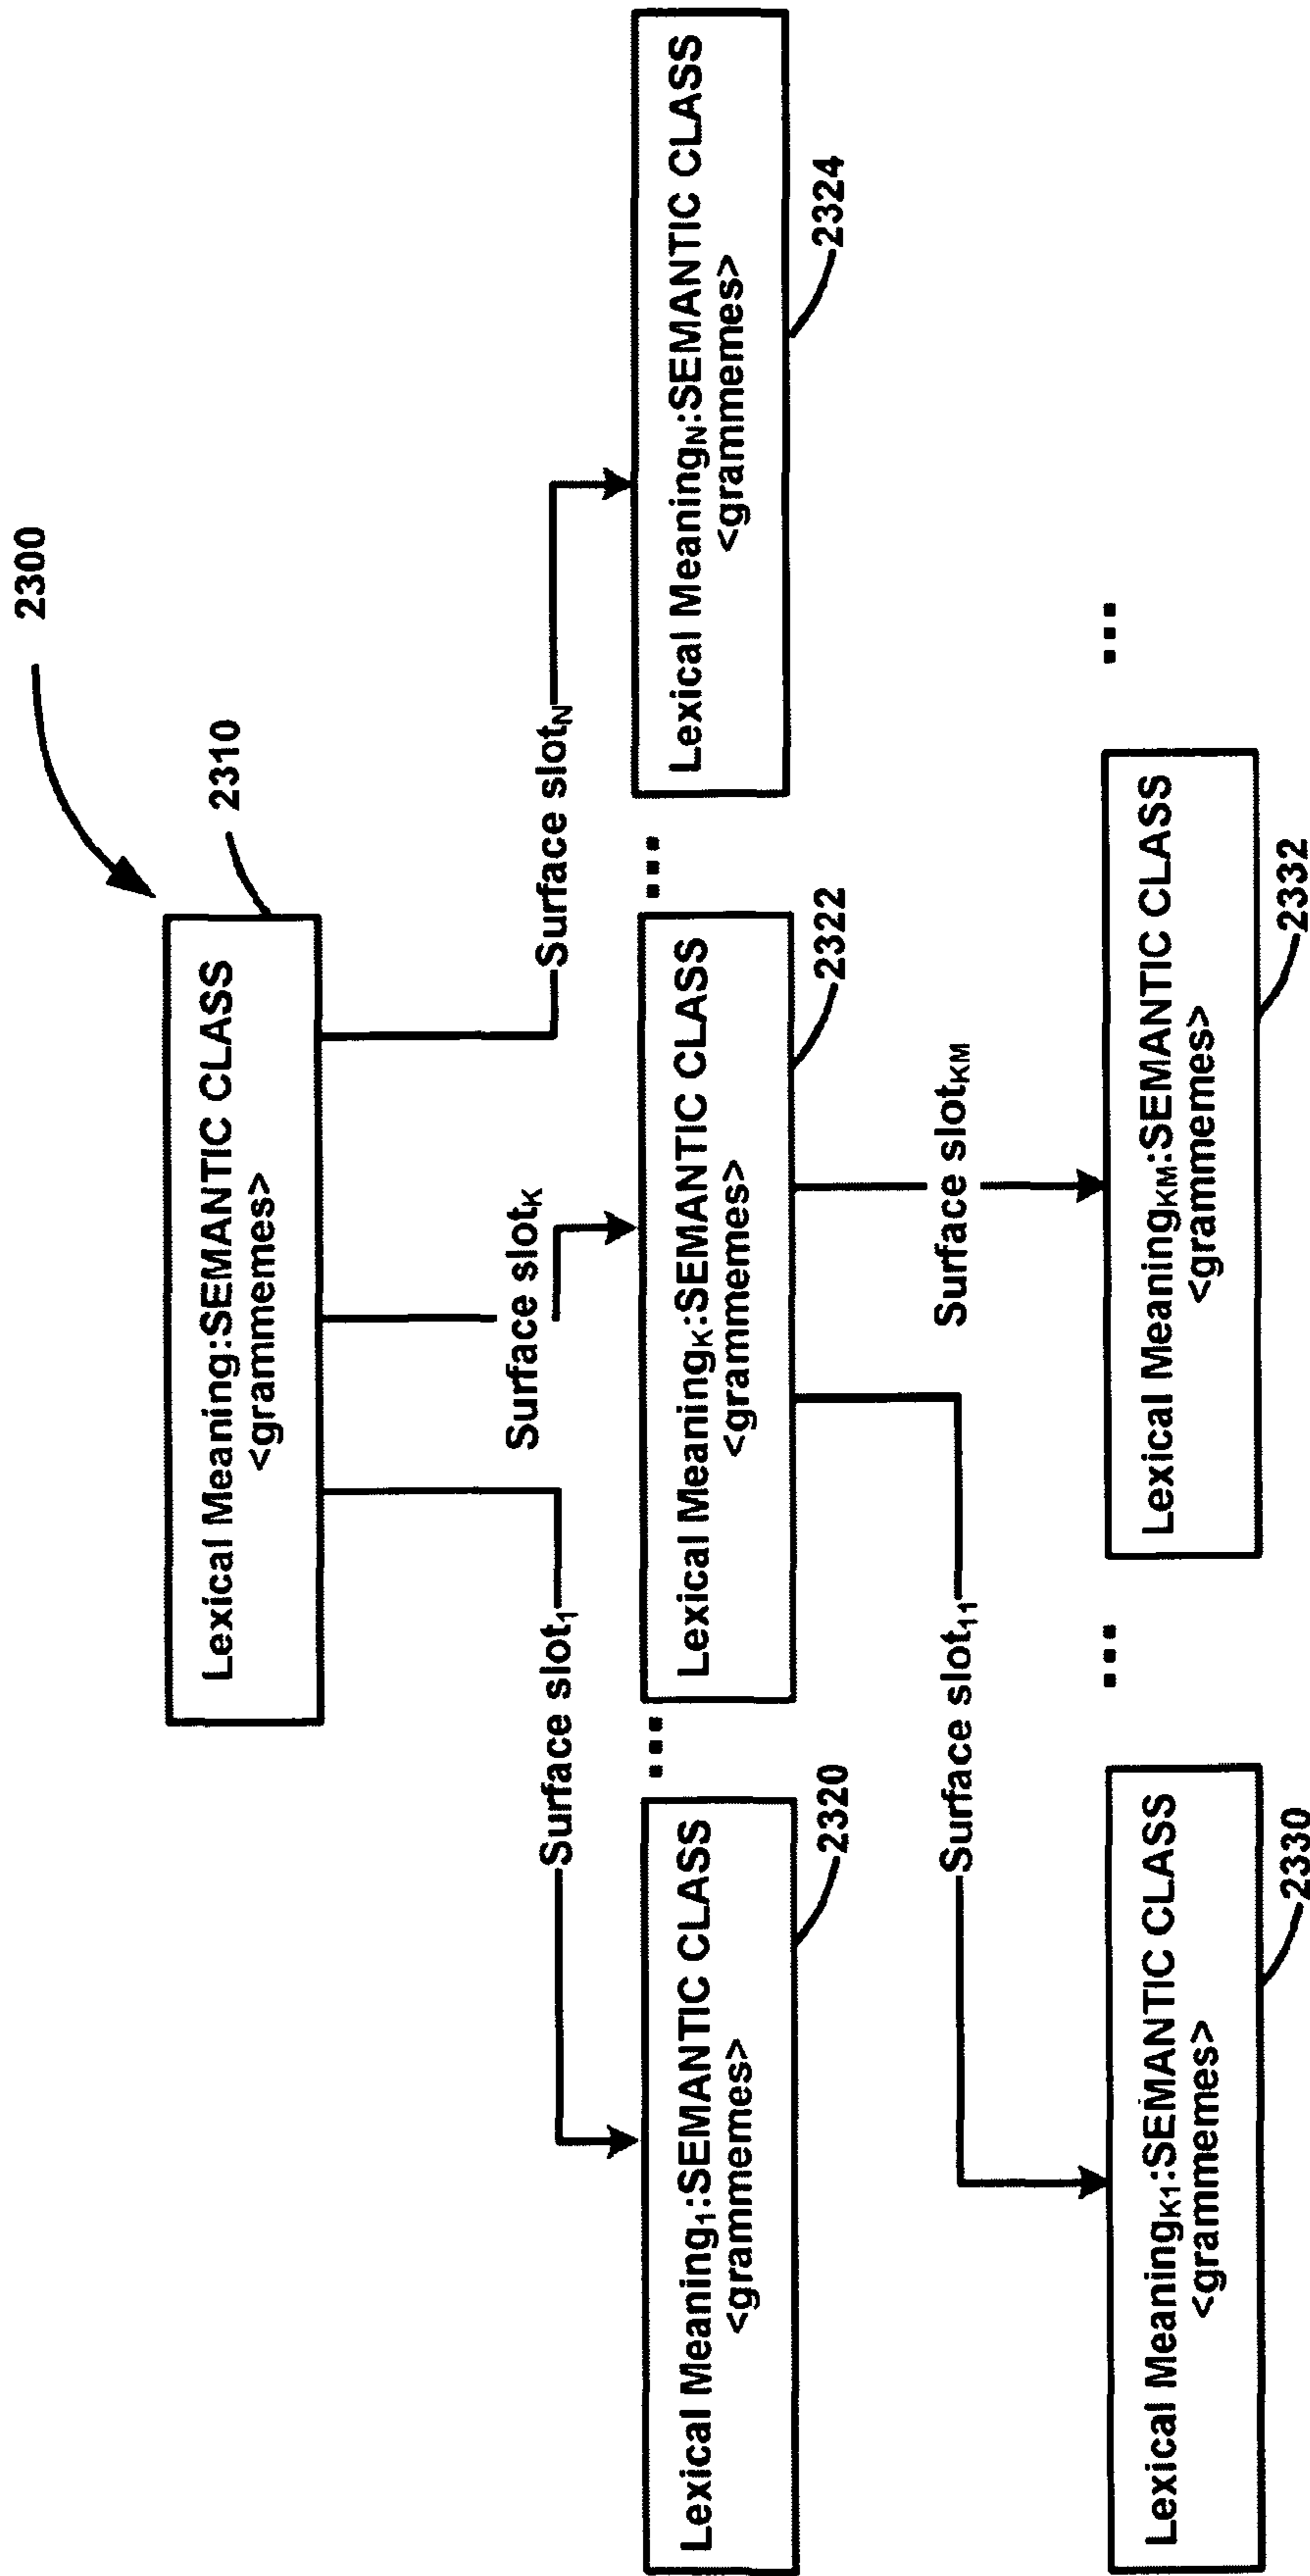 2300
2310
Lexical Meaning:SEMANTIC CLASS
<grammemes>
Surface slot₁
Surface slotK
Surface slotN
Lexical Meaning₁:SEMANTIC CLASS
<grammemes>
2320
...
Lexical MeaningK:SEMANTIC CLASS
<grammemes>
2322
...
Lexical MeaningN:SEMANTIC CLASS
<grammemes>
2324
Surface slot₁₁
Surface slotKM
Lexical MeaningK1:SEMANTIC CLASS
<grammemes>
2330
...
Lexical MeaningKM:SEMANTIC CLASS
<grammemes>
2332
...